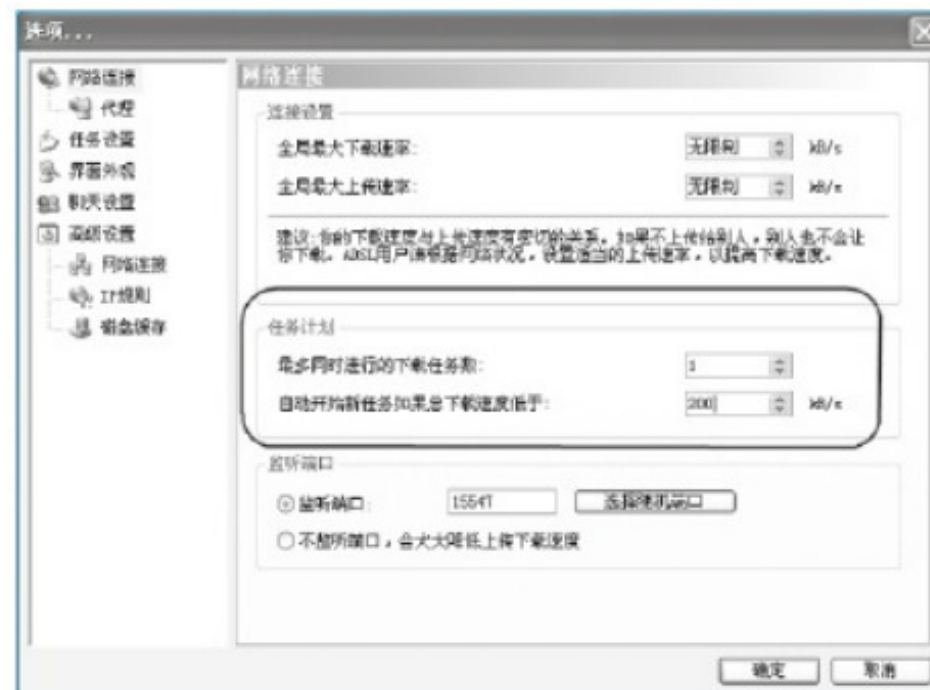 选项...
网络连接
代理
任务设置
界面外观
聊天设置
高级设置
网络连接
IP规则
磁盘缓存
网络连接
连接设置
全局最大下载速率: 无限制 kB/s
全局最大上传速率: 无限制 kB/s
建议:你的下载速度与上传速度有密切的关系，如果不上传给别人，别人也不会让
你下载。ADSL用户请根据网络状况，设置适当的上传速率，以提高下载速度。
任务计划
最多同时进行的下载任务数: 1
自动开始新任务如果总下载速度低于: 200 kB/s
监听端口
监听端口: 15547 选择随机端口
不监听端口，会大大降低上传下载速度
确定 取消